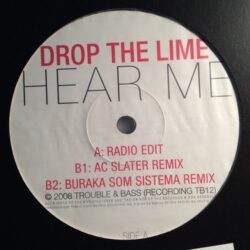 DROP THE LIME
HEAR ME
A: RADIO EDIT
B1: AC SLATER REMIX
B2: BURAKA SOM SISTEMA REMIX
© 2008 TROUBLE & BASS (RECORDING TB12)
SIDE A